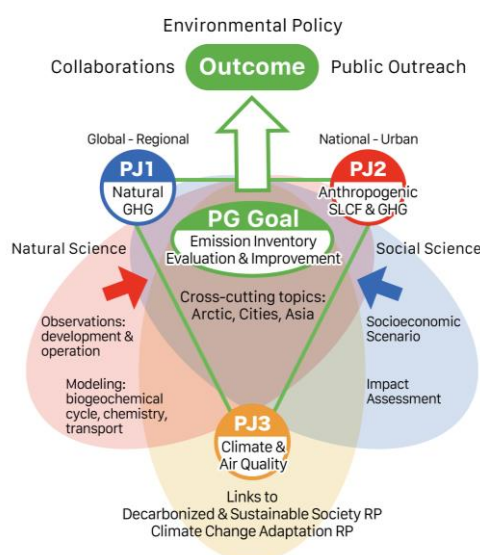 Environmental Policy
Collaborations
Outcome
Public Outreach
Global - Regional
National - Urban
PJ1
Natural
GHG
PJ2
Anthropogenic
SLCF & GHG
PG Goal
Emission Inventory
Evaluation & Improvement
Natural Science
Social Science
Cross-cutting topics:
Arctic, Cities, Asia
Observations:
development &
operation
Socioeconomic
Scenario
Modeling:
biogeochemical
cycle, chemistry,
transport
Impact
Assessment
PJ3
Climate &
Air Quality
Links to
Decarbonized & Sustainable Society RP
Climate Change Adaptation RP